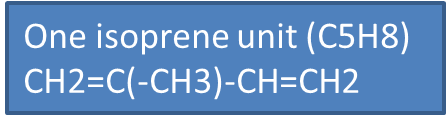 One isoprene unit (C5H8)
CH2=C(-CH3)-CH=CH2